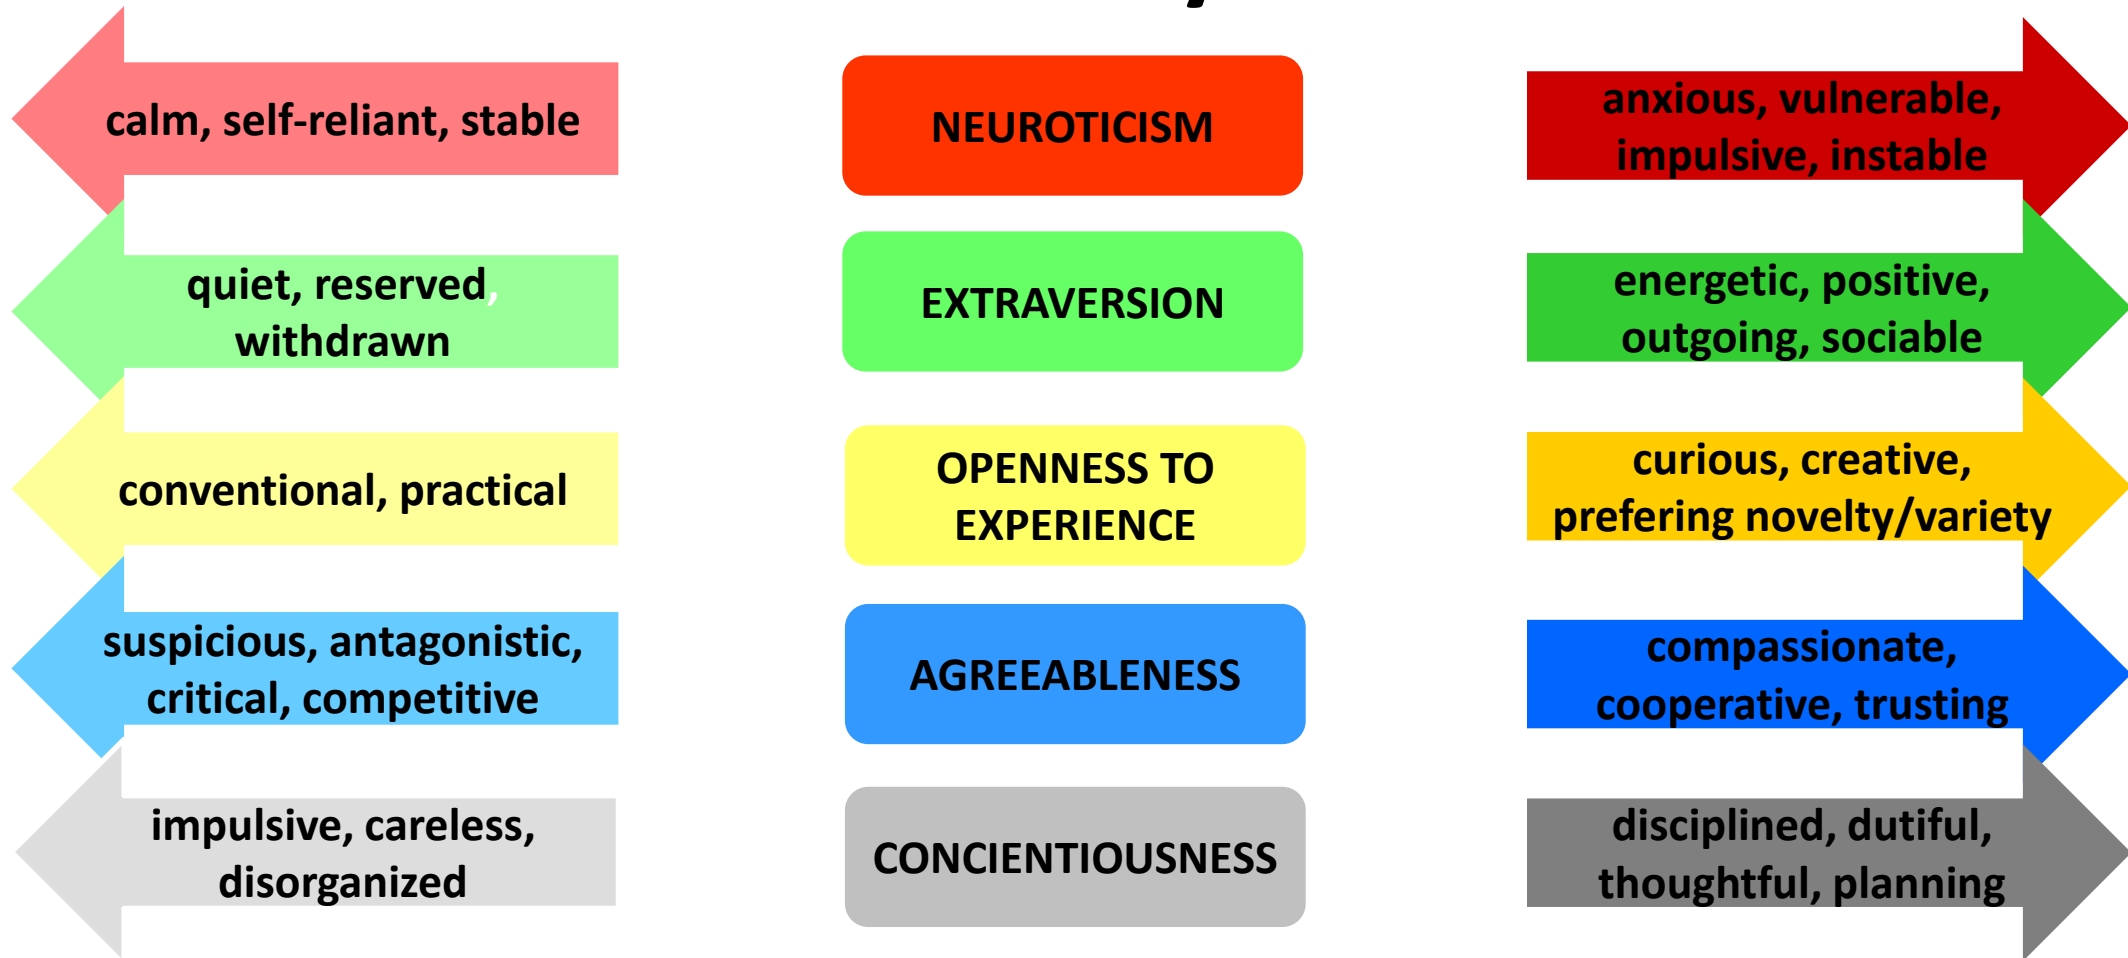 calm, self-reliant, stable
NEUROTICISM
anxious, vulnerable,
impulsive, instable
quiet, reserved,
withdrawn
EXTRAVERSION
energetic, positive,
outgoing, sociable
conventional, practical
OPENNESS TO
EXPERIENCE
curious, creative,
prefering novelty/variety
suspicious, antagonistic,
critical, competitive
AGREEABLENESS
compassionate,
cooperative, trusting
impulsive, careless,
disorganized
CONCIENTIOUSNESS
disciplined, dutiful,
thoughtful, planning